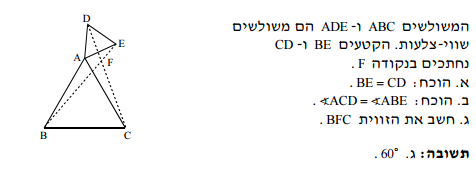 המשולשים ABC ו- ADE הם משולשים
שווי-צלעות. הקטעים BE ו- CD
נחתכים בנקודה F .
א. הוכח: BE = CD .
ב. הוכח: ∢ACD = ∢ABE .
ג. חשב את הזווית BFC .
תשובה: ג. 60° .
D
E
A
F
B
C